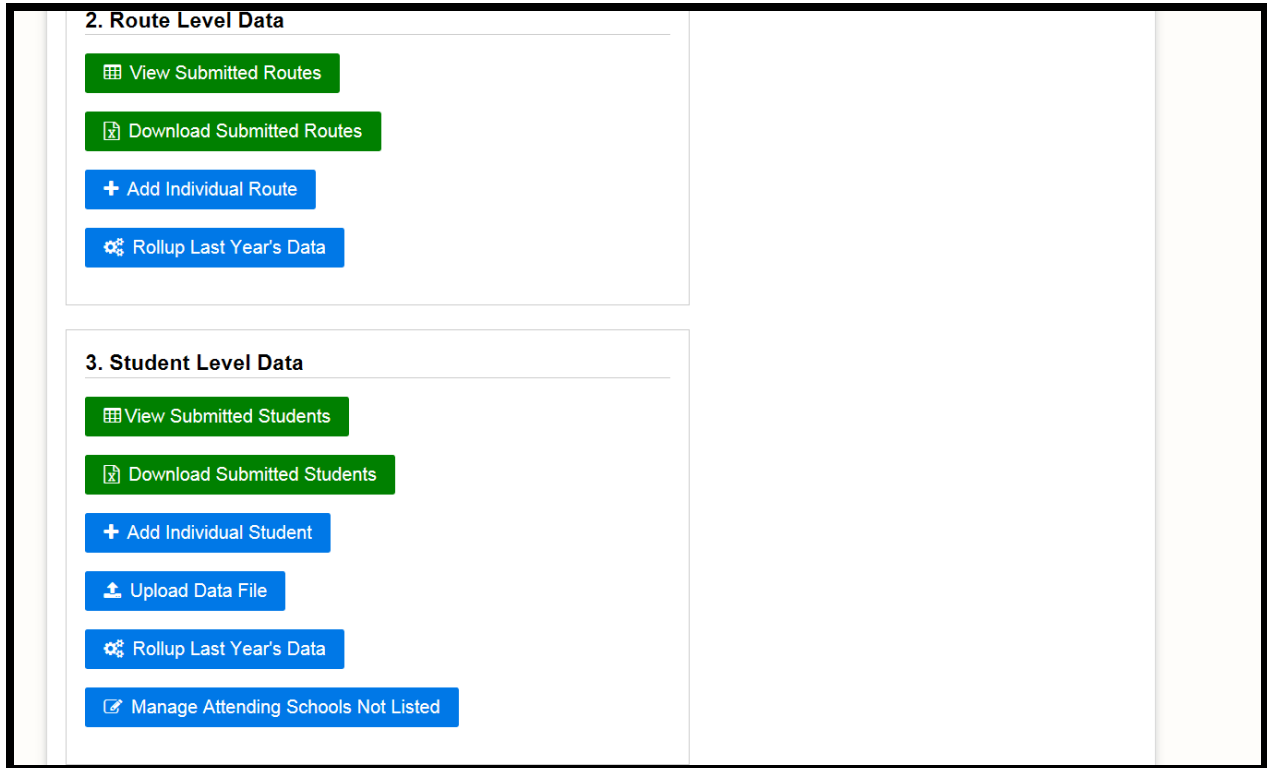 2. Route Level Data
View Submitted Routes
Download Submitted Routes
Add Individual Route
Rollup Last Year's Data
3. Student Level Data
View Submitted Students
Download Submitted Students
Add Individual Student
Upload Data File
Rollup Last Year's Data
Manage Attending Schools Not Listed